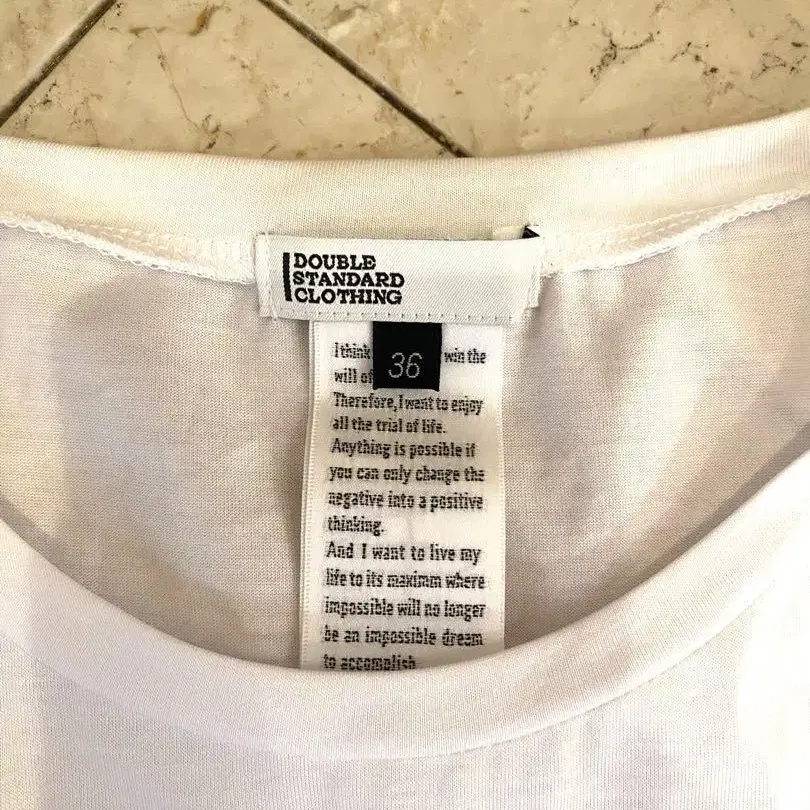 DOUBLE
STANDARD
CLOTHING
36
I think win the
will of
Therefore, I want to enjoy
all the trial of life.
Anything is possible if
you can only change the
negative into a positive
thinking.
And I want to live my
life to its maximm where
impossible will no longer
be an impossible dream
to accomplish